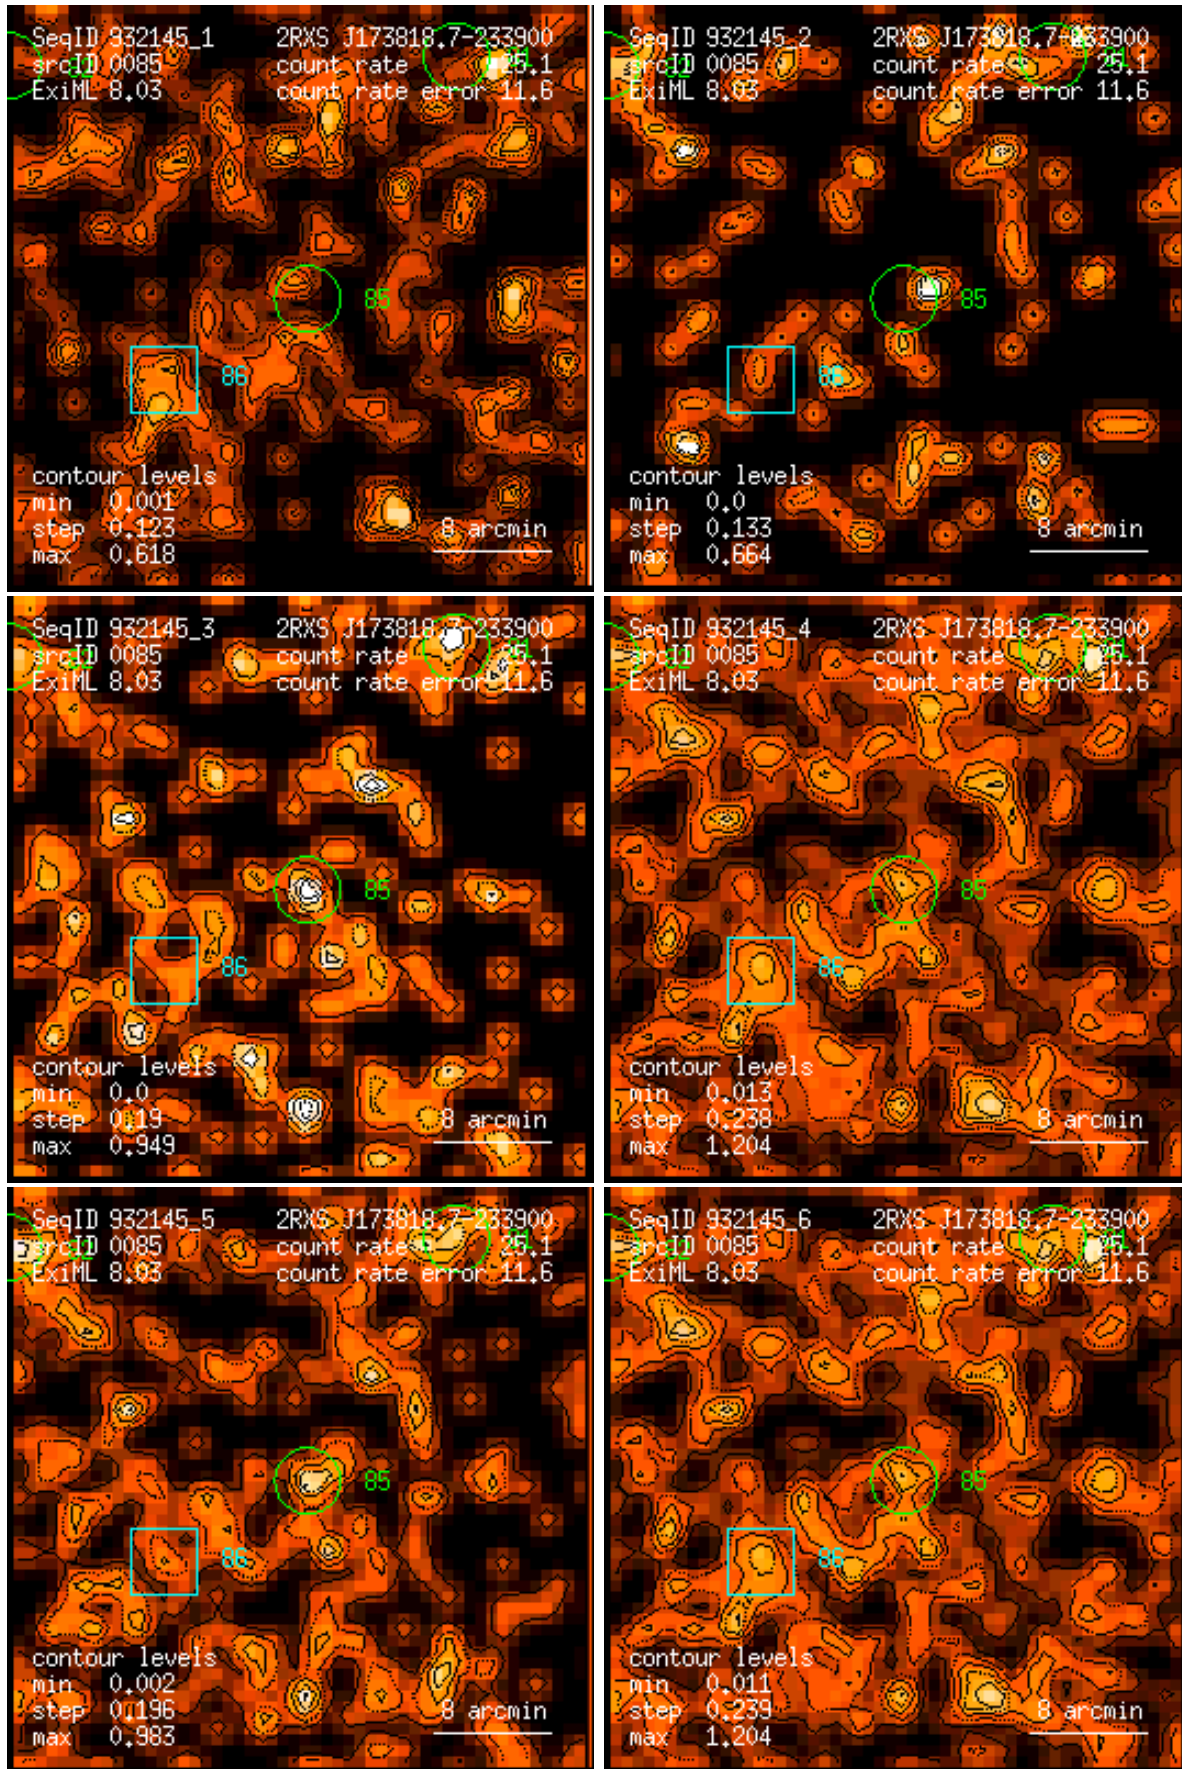 SeqID 932145_1 2RXS J173818.7-233900
srcID 0085 count rate 25.1
ExiML 8.03 count rate error 11.6
85
86
contour levels
min 0.001
step 0.123
max 0.618
8 arcmin
SeqID 932145_2 2RXS J173818.7-233900
srcID 0085 count rate 25.1
ExiML 8.03 count rate error 11.6
85
86
contour levels
min 0.0
step 0.133
max 0.664
8 arcmin
SeqID 932145_3 2RXS J173818.7-233900
srcID 0085 count rate 25.1
ExiML 8.03 count rate error 11.6
85
86
contour levels
min 0.0
step 0.19
max 0.949
8 arcmin
SeqID 932145_4 2RXS J173818.7-233900
srcID 0085 count rate 25.1
ExiML 8.03 count rate error 11.6
85
86
contour levels
min 0.013
step 0.238
max 1.204
8 arcmin
SeqID 932145_5 2RXS J173818.7-233900
srcID 0085 count rate 25.1
ExiML 8.03 count rate error 11.6
85
86
contour levels
min 0.002
step 0.196
max 0.983
8 arcmin
SeqID 932145_6 2RXS J173818.7-233900
srcID 0085 count rate 25.1
ExiML 8.03 count rate error 11.6
85
86
contour levels
min 0.011
step 0.239
max 1.204
8 arcmin